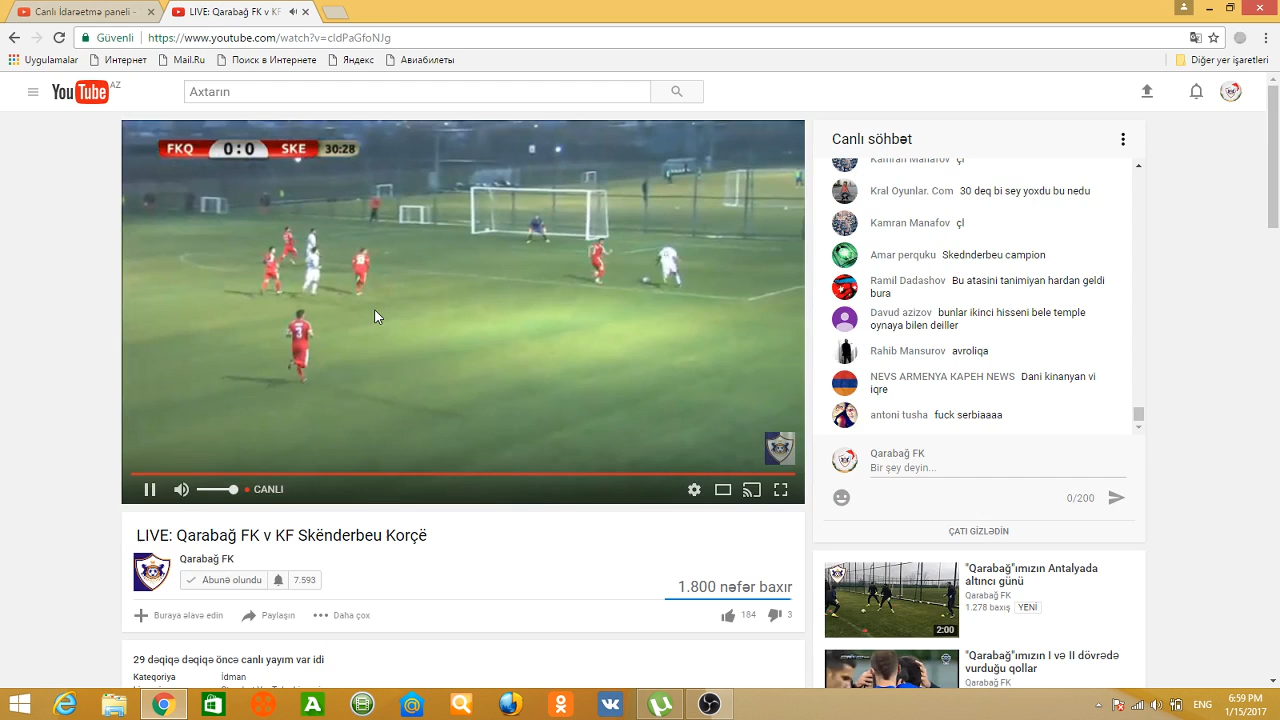 Canlı İdarəetmə paneli -
LIVE: Qarabağ FK v KF
Güvenli
https://www.youtube.com/watch?v=cldPaGfoNJg
Uygulamalar
Интернет
Mail.Ru
Поиск в Интернете
Яндекс
Авиабилеты
Diğer yer işaretleri
YouTube AZ
Axtarın
FKQ 0:0 SKE 30:28
CANLI
Canlı söhbət
Kamran Manafov çl
Kral Oyunlar. Com 30 deq bi sey yoxdu bu nedu
Kamran Manafov çl
Amar perquku Skednderbeu campion
Ramil Dadashov Bu atasini tanimiyan hardan geldi
bura
Davud azizov bunlar ikinci hisseni bele temple
oynaya bilen deiller
Rahib Mansurov avroliqa
NEVS ARMENYA KAPEH NEWS Dani kinanyan vi
iqre
antoni tusha fuck serbiaaaa
Qarabağ FK
Bir şey deyin...
0/200
ÇATI GİZLƏDİN
LIVE: Qarabağ FK v KF Skënderbeu Korçë
Qarabağ FK
Abunə olundu
7.593
1.800 nəfər baxır
Buraya əlavə edin
Paylaşın
Daha çox
184
3
29 dəqiqə dəqiqə öncə canlı yayım var idi
Kateqoriya
İdman
"Qarabağ"ımızın Antalyada
altıncı günü
Qarabağ FK
1.278 baxış YENİ
2:00
"Qarabağ"ımızın I və II dövrədə
vurduğu qollar
Qarabağ FK
ENG
6:59 PM
1/15/2017